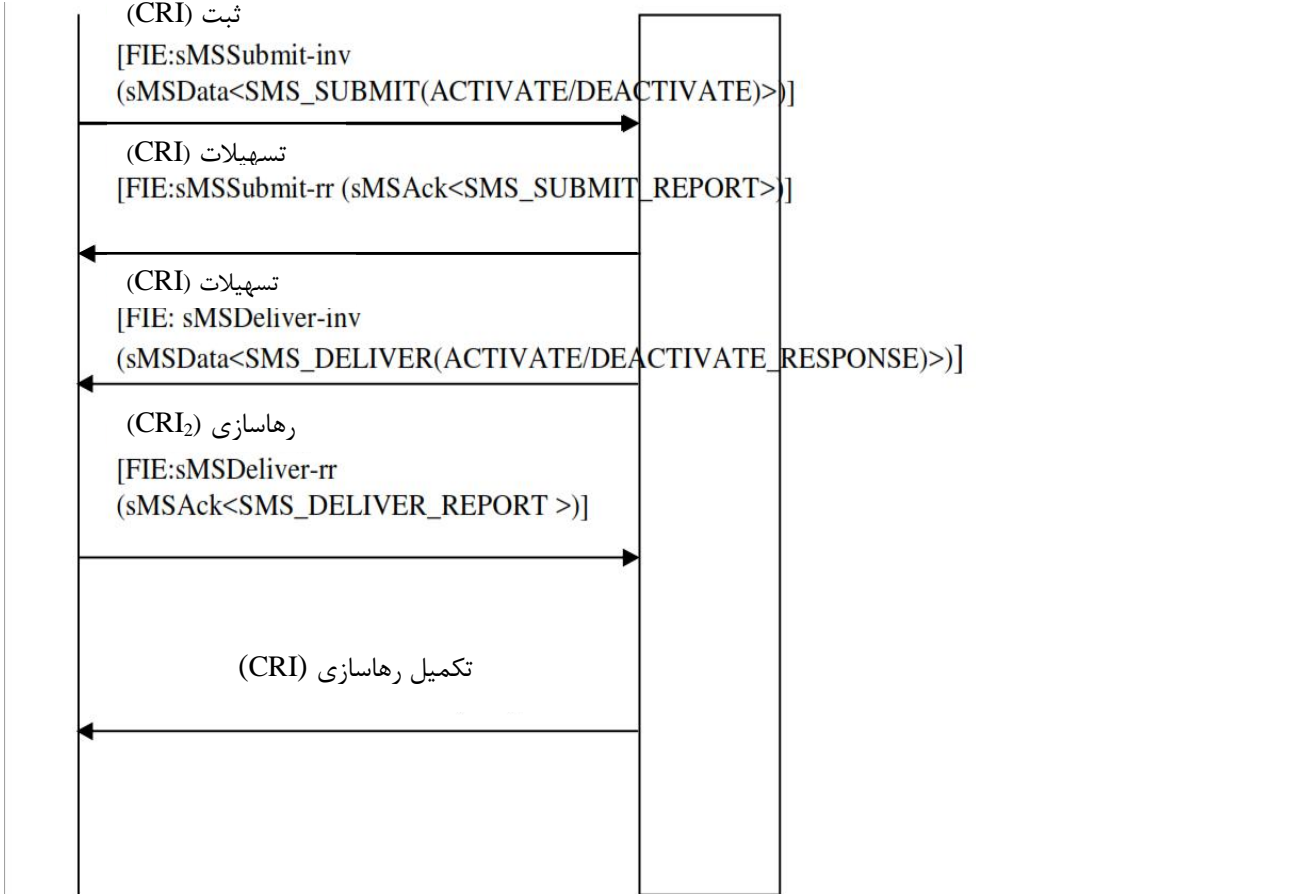 ثبت (CRI)
[FIE:sMSSubmit-inv
(sMSData<SMS_SUBMIT(ACTIVATE/DEACTIVATE)>)]
تسهیلات (CRI)
[FIE:sMSSubmit-rr (sMSAck<SMS_SUBMIT_REPORT>)]
تسهیلات (CRI)
[FIE: sMSDeliver-inv
(sMSData<SMS_DELIVER(ACTIVATE/DEACTIVATE_RESPONSE)>)]
رهاسازی (CRI₂)
[FIE:sMSDeliver-rr
(sMSAck<SMS_DELIVER_REPORT >)]
تکمیل رهاسازی (CRI)